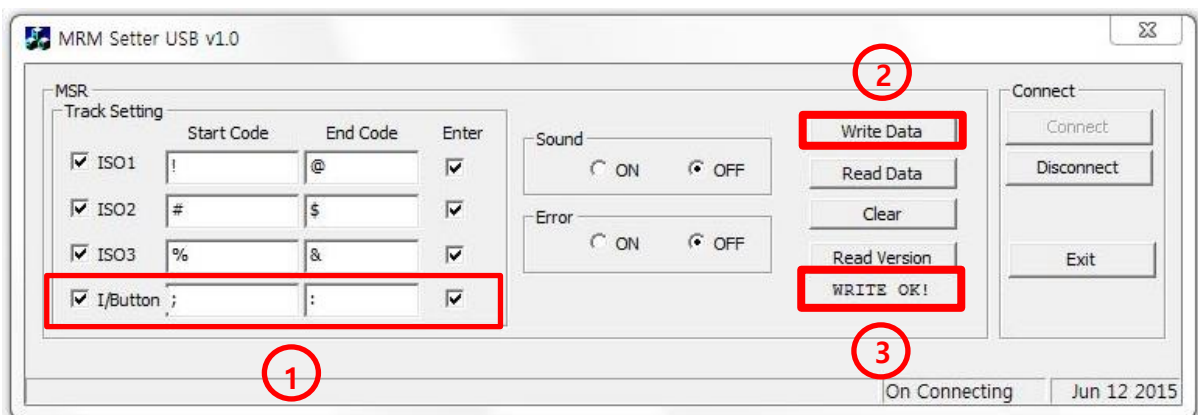 MRM Setter USB v1.0
2
MSR
Connect
Track Setting
Start Code End Code Enter
Write Data
Connect
Sound
ISO1 ! @
ON OFF
Read Data
Disconnect
ISO2 # $
Clear
Error
ON OFF
ISO3 % &
Read Version
Exit
I/Button ; :
WRITE OK!
1
3
On Connecting Jun 12 2015